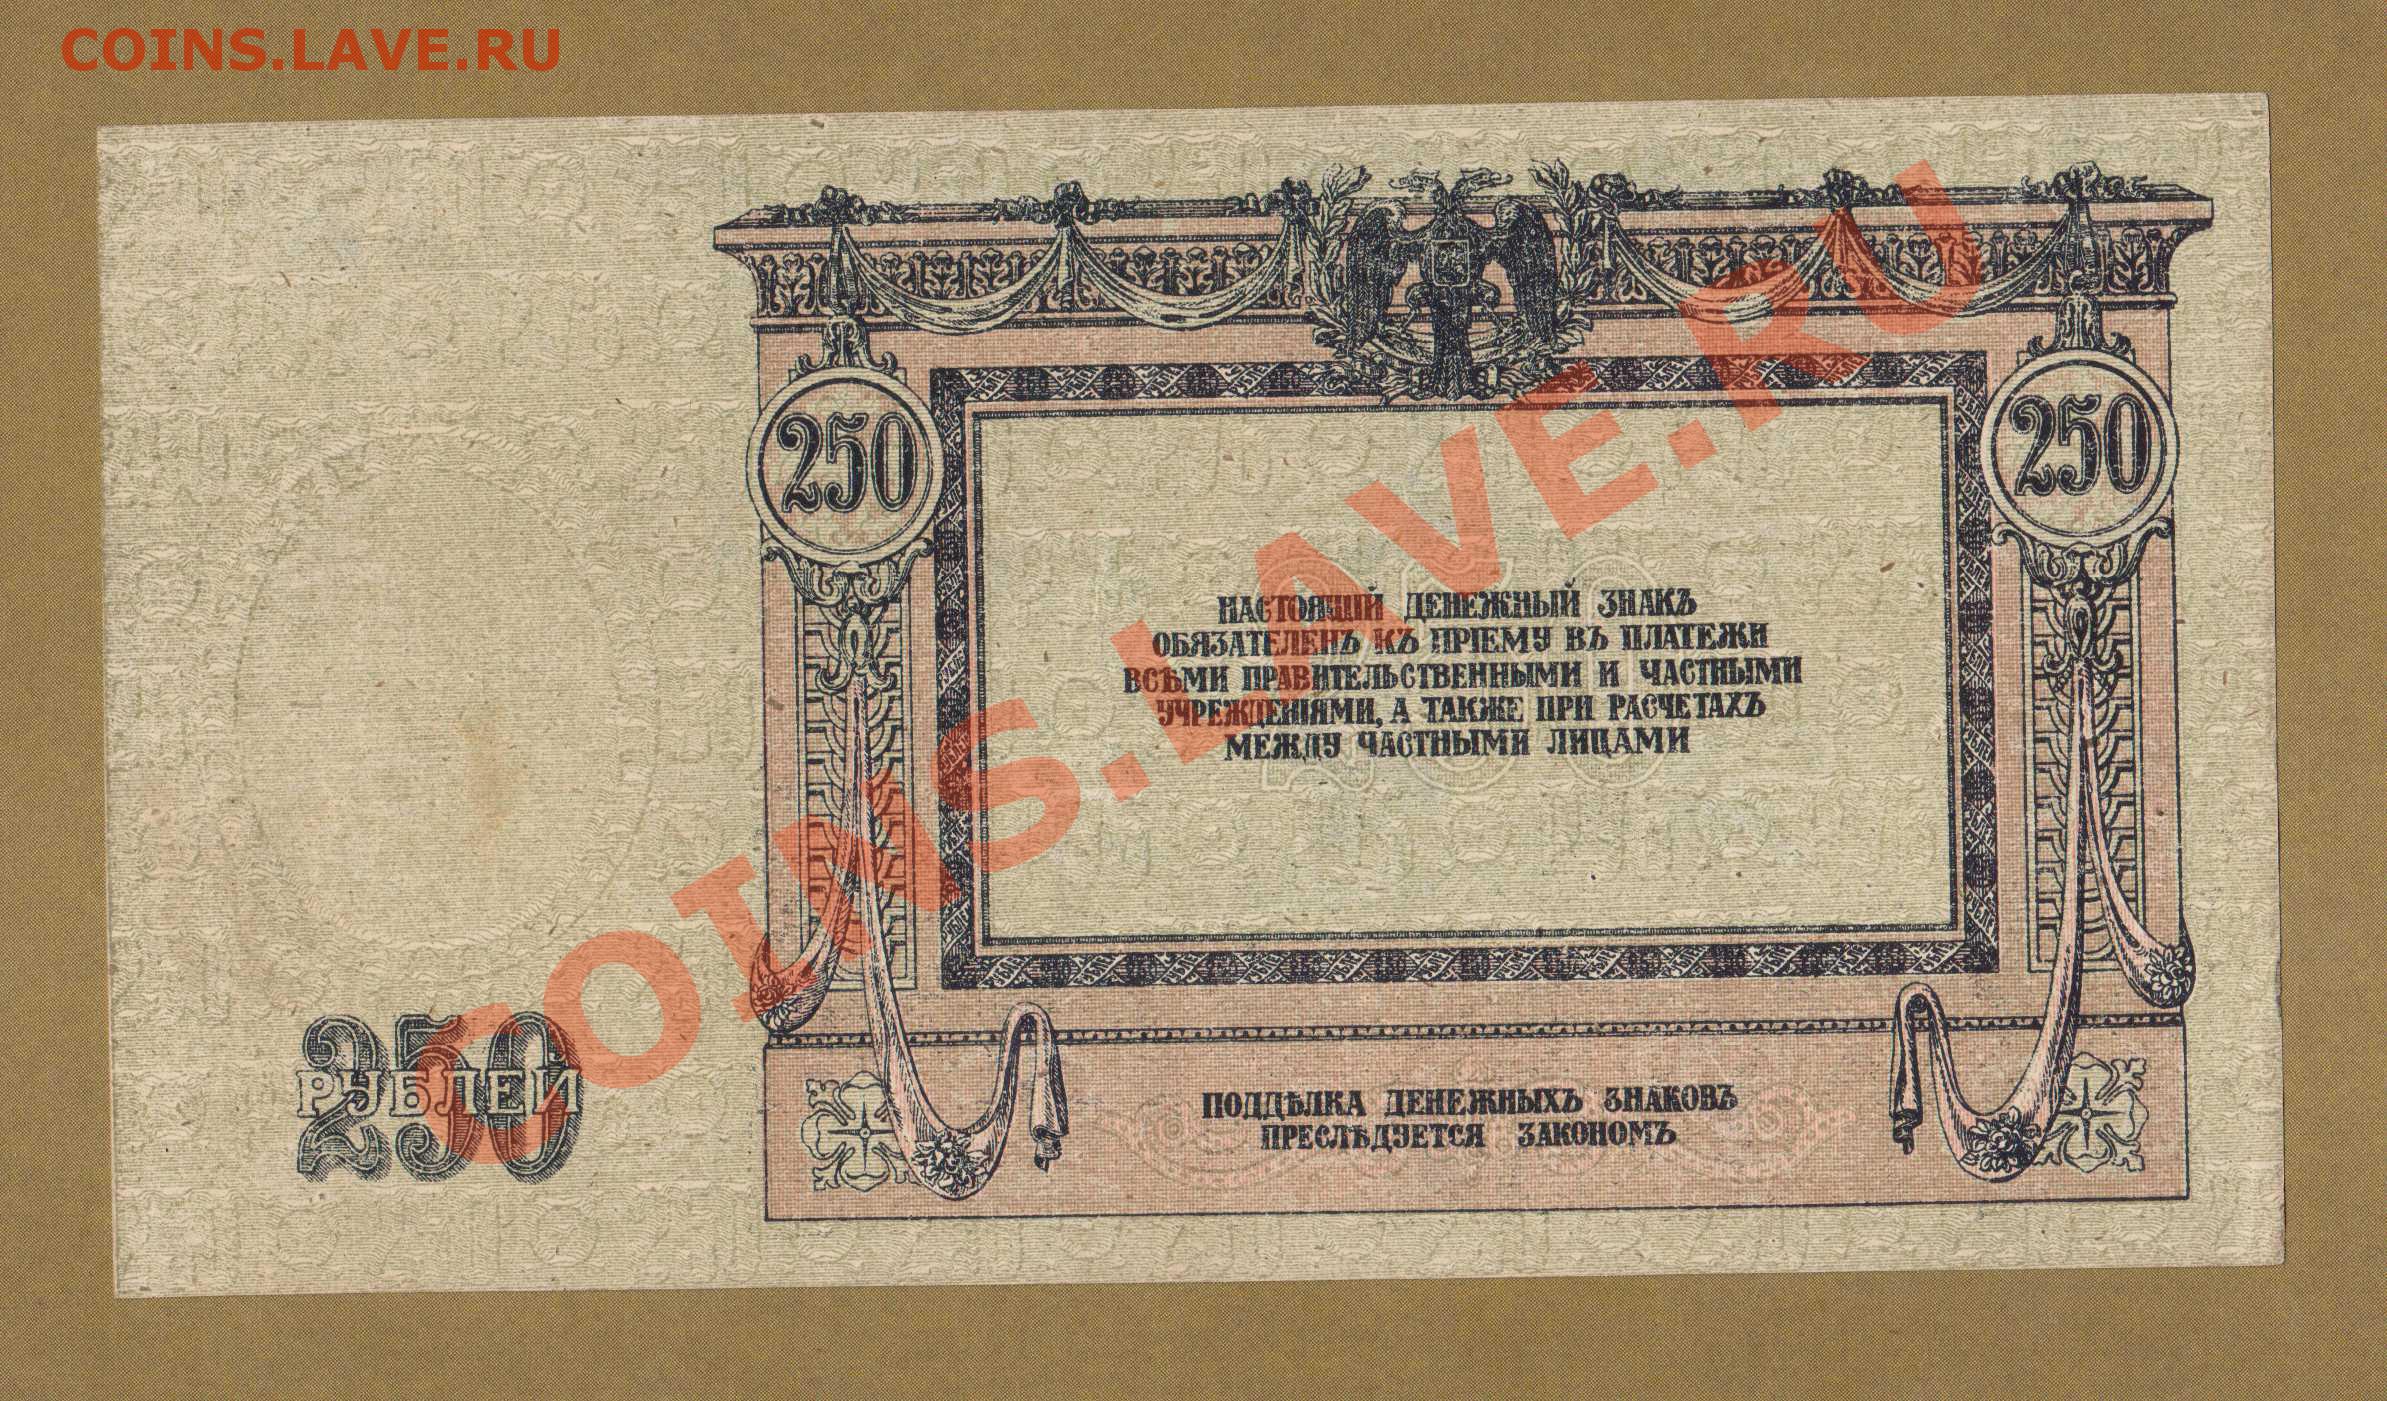 COINS.LAVE.RU
250
250
НАСТОЯЩІЙ ДЕНЕЖНЫЙ ЗНАКЪ
ОБЯЗАТЕЛЕНЪ КЪ ПРІЕМУ ВЪ ПЛАТЕЖИ
ВСѢМИ ПРАВИТЕЛЬСТВЕННЫМИ И ЧАСТНЫМИ
УЧРЕЖДЕНІЯМИ, А ТАКЖЕ ПРИ РАСЧЕТАХЪ
МЕЖДУ ЧАСТНЫМИ ЛИЦАМИ
250
РУБЛЕЙ
ПОДДѢЛКА ДЕНЕЖНЫХЪ ЗНАКОВЪ
ПРЕСЛѢДУЕТСЯ ЗАКОНОМЪ
COINS.LAVE.RU